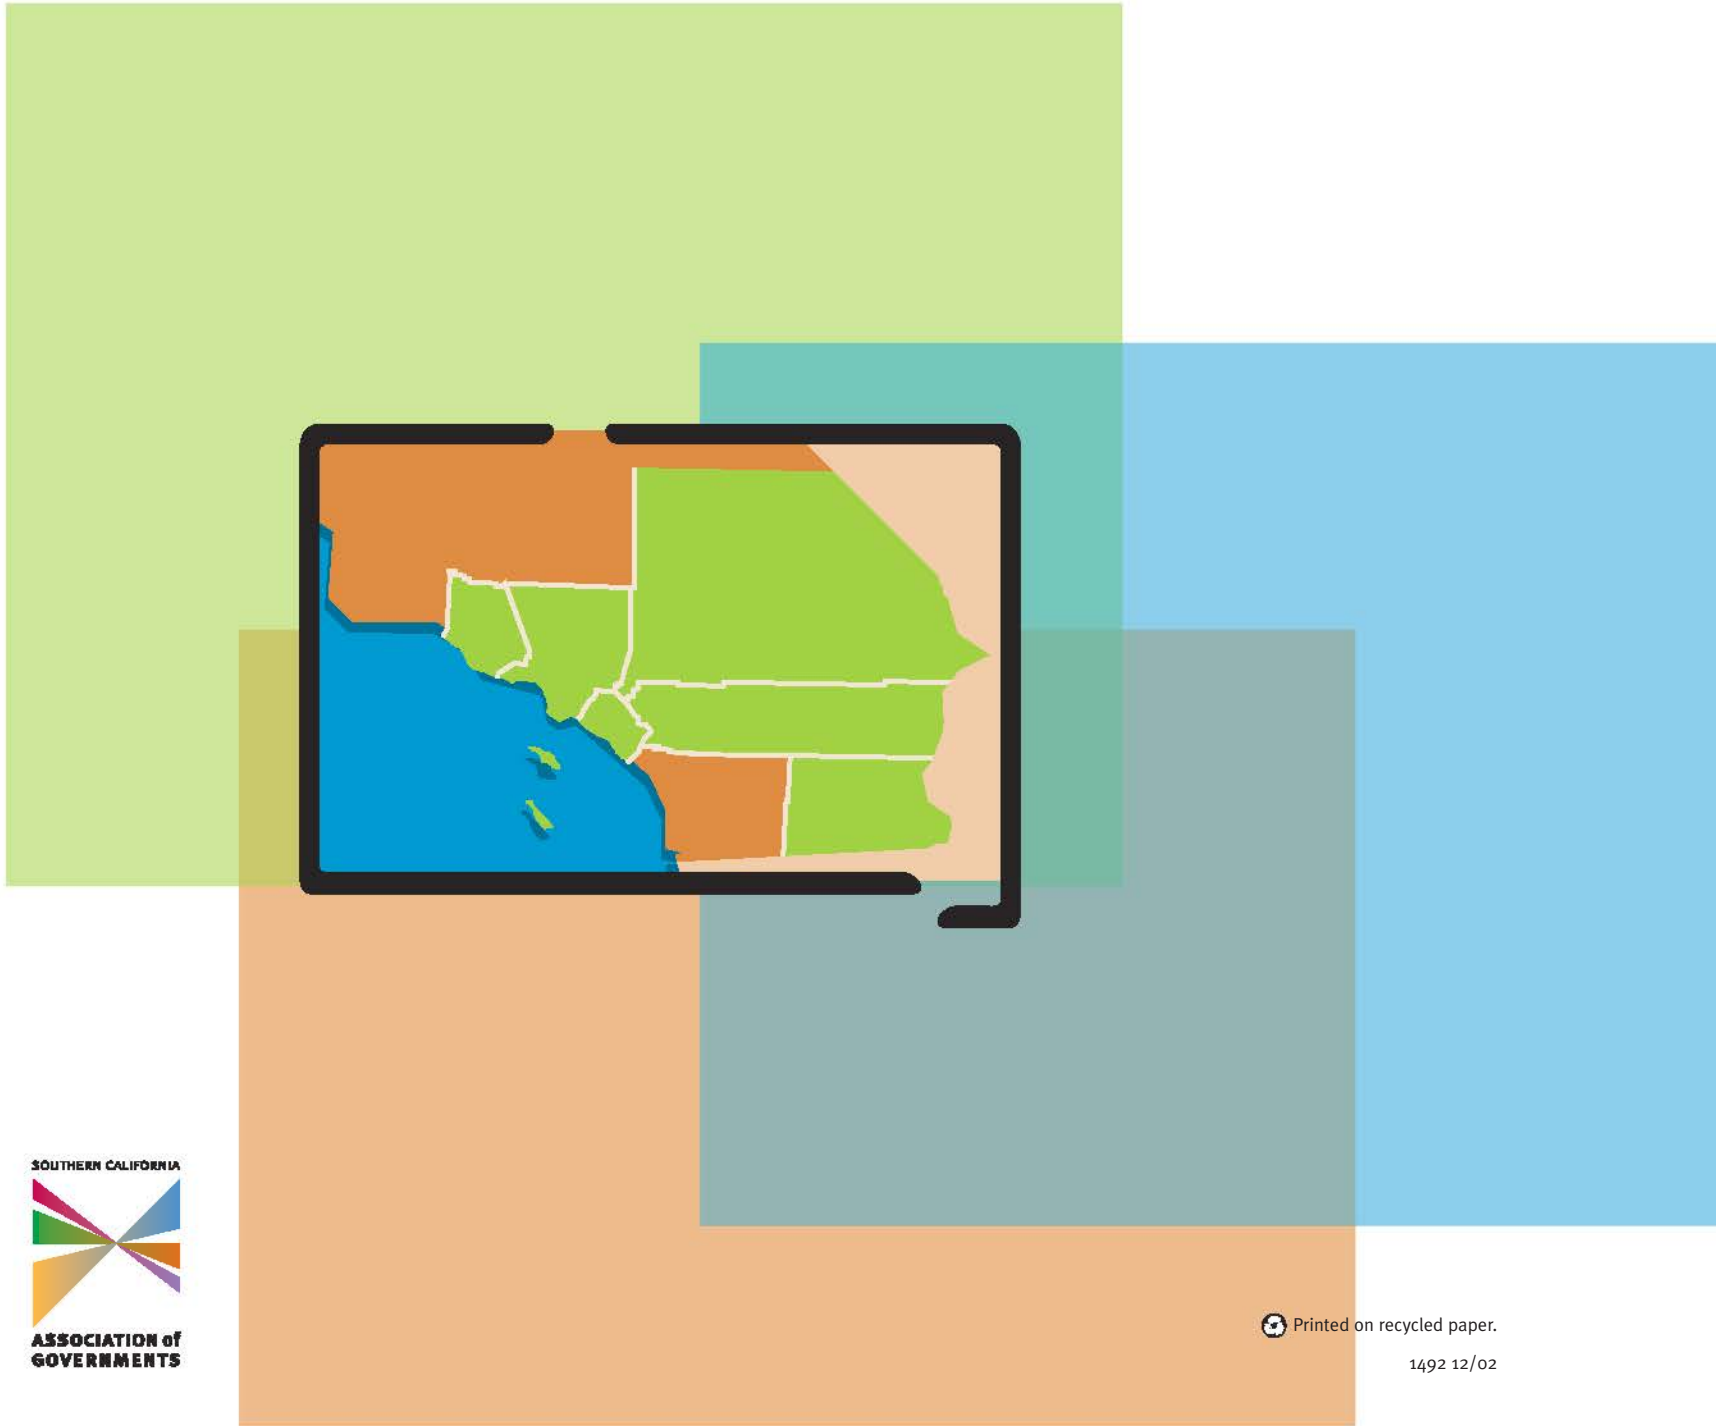 SOUTHERN CALIFORNIA
ASSOCIATION of
GOVERNMENTS
Printed on recycled paper.
1492 12/02